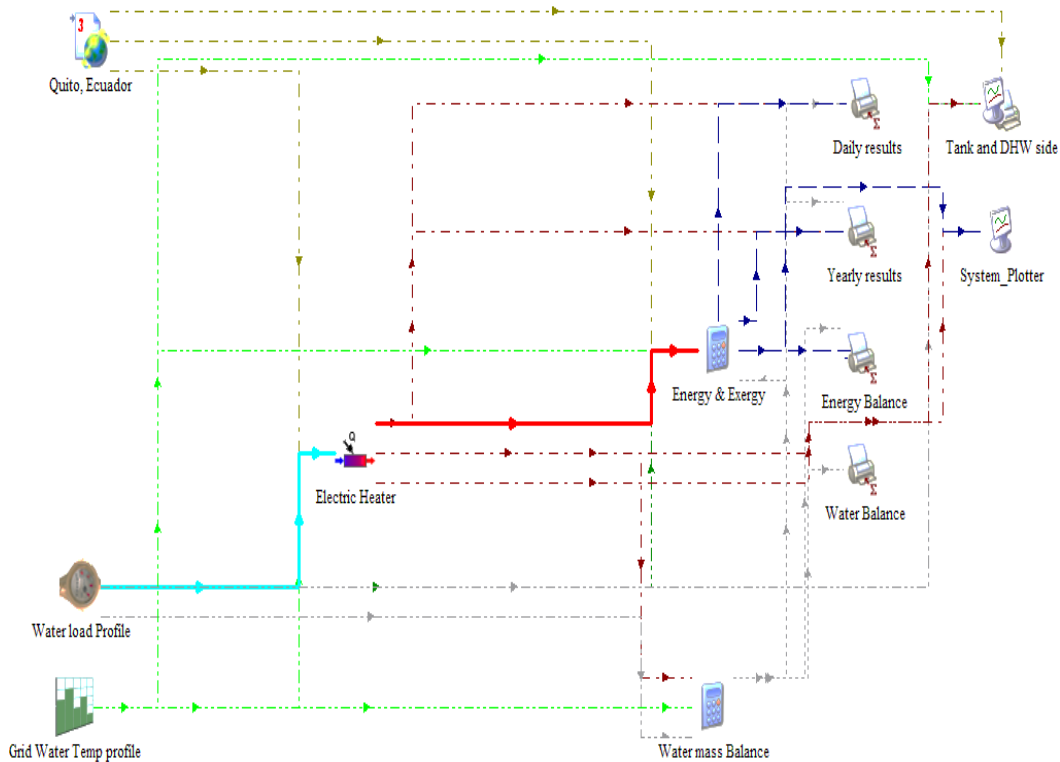 3
Quito, Ecuador
Σ
Daily results
Tank and DHW side
Σ
Yearly results
System_Plotter
Energy & Exergy
Σ
Energy Balance
Q
Electric Heater
Σ
Water Balance
Water load Profile
Grid Water Temp profile
Water mass Balance